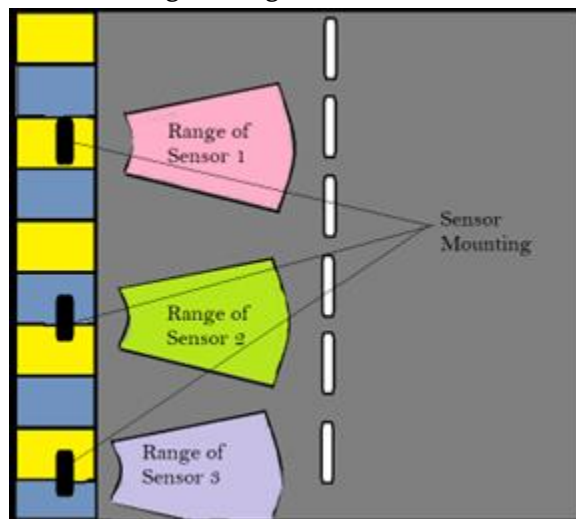 Range of
Sensor 1
Sensor
Mounting
Range of
Sensor 2
Range of
Sensor 3